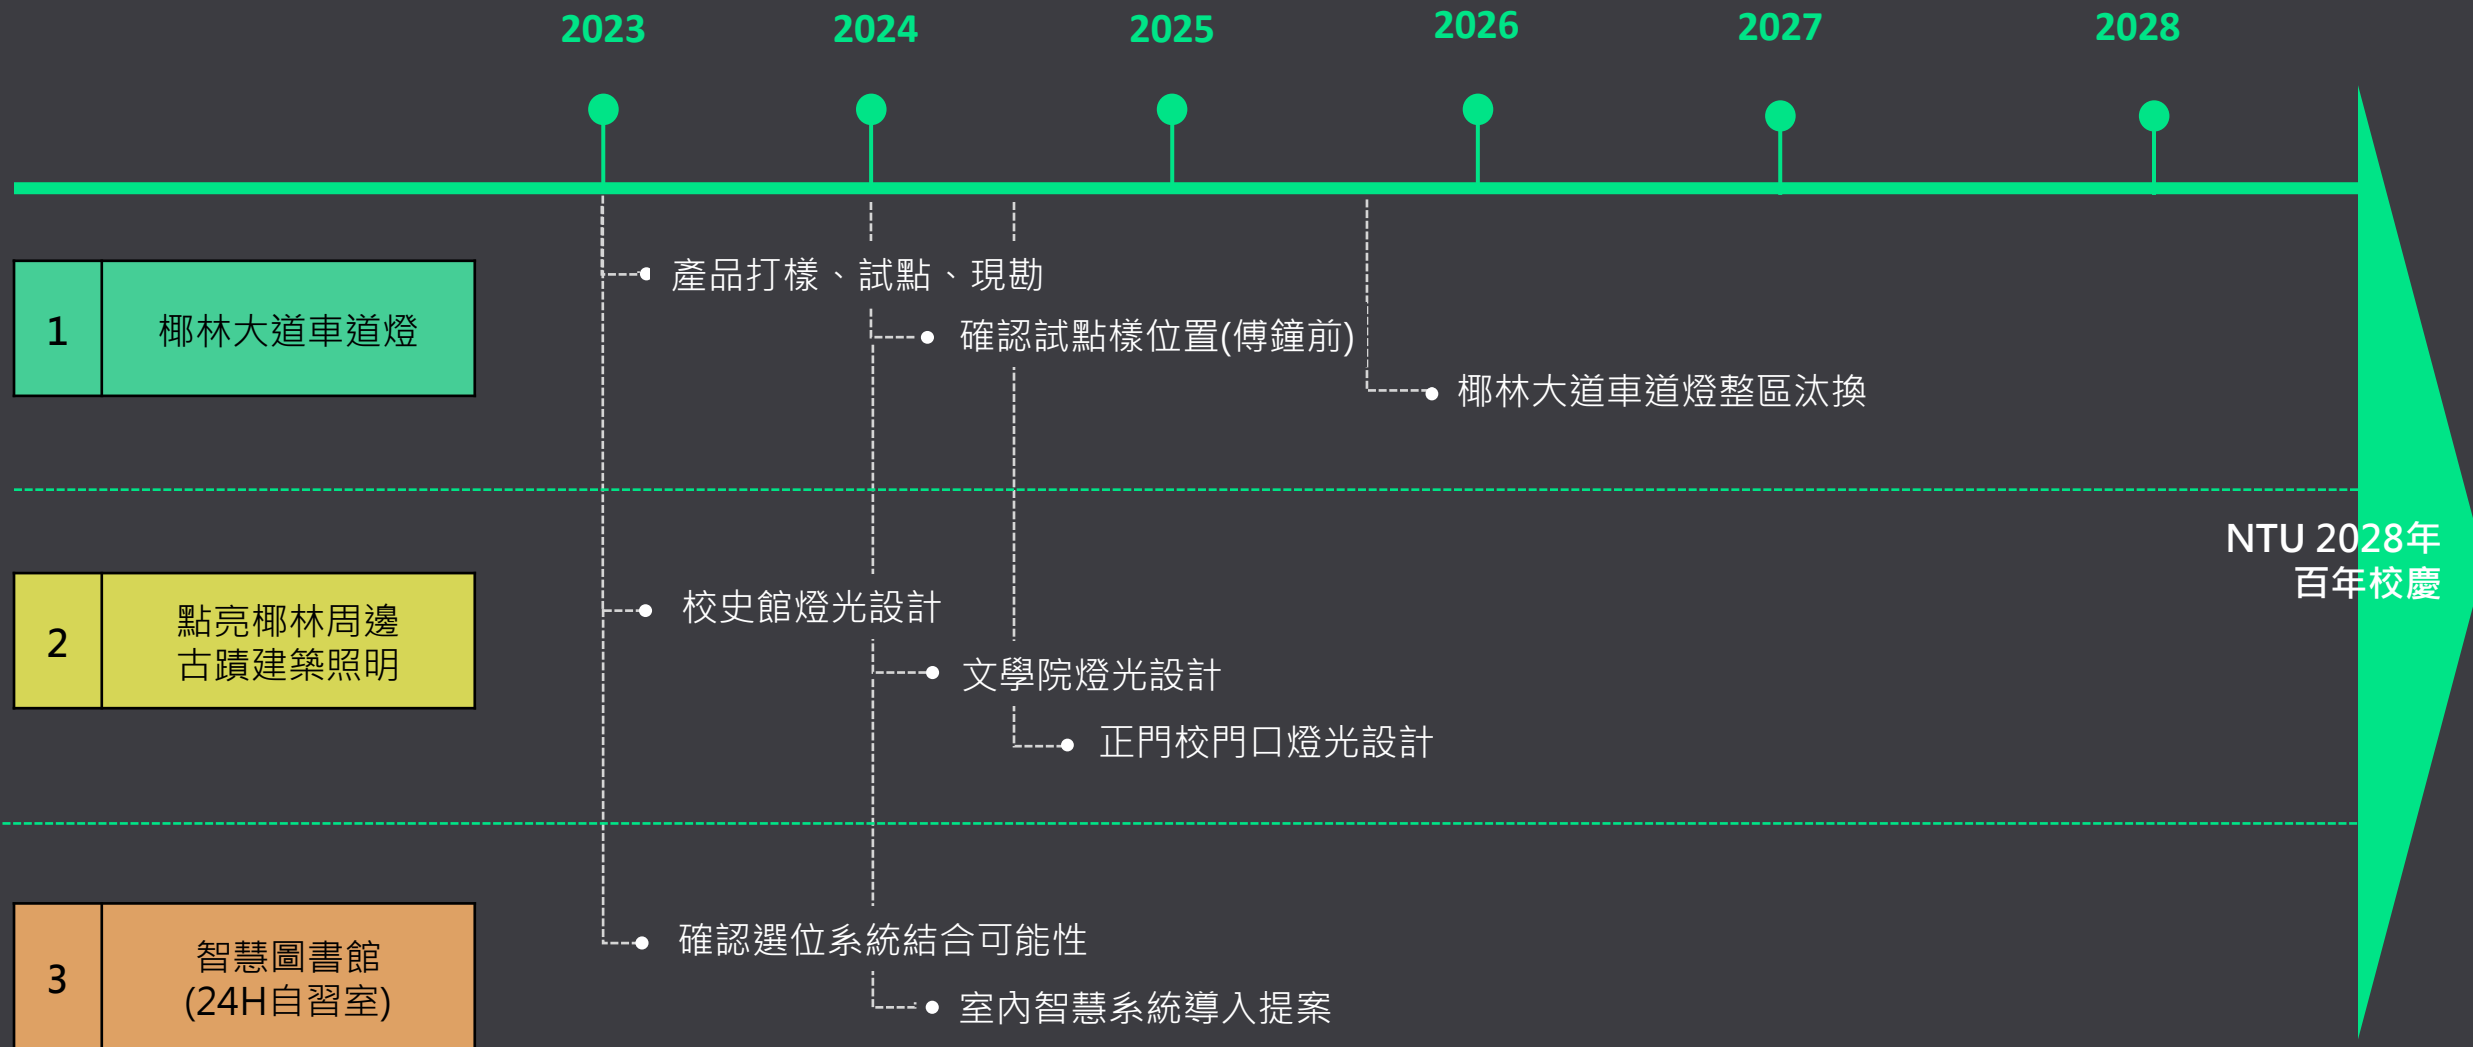 2023
2024
2025
2026
2027
2028
1
椰林大道車道燈
產品打樣、試點、現勘
確認試點樣位置(傅鐘前)
椰林大道車道燈整區汰換
2
點亮椰林周邊
古蹟建築照明
校史館燈光設計
文學院燈光設計
正門校門口燈光設計
NTU 2028年
百年校慶
3
智慧圖書館
(24H自習室)
確認選位系統結合可能性
室內智慧系統導入提案